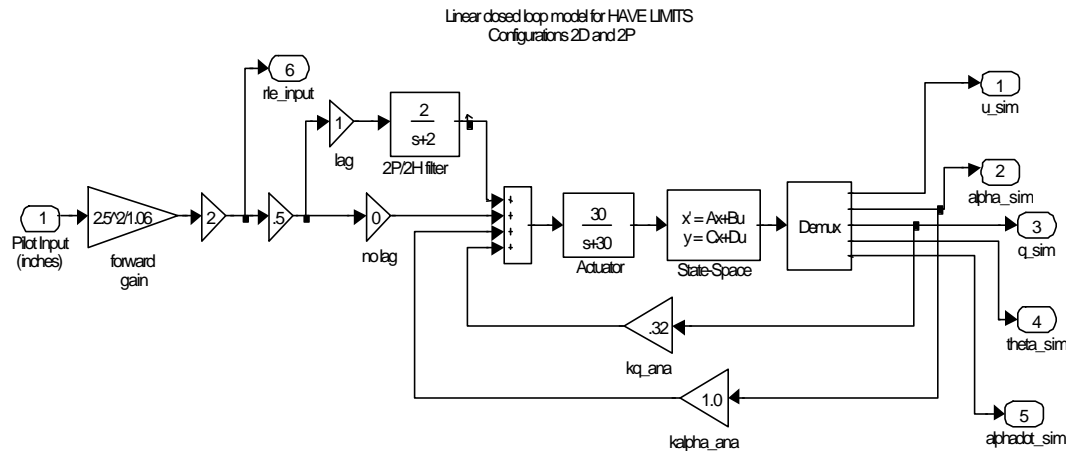 Linear closed loop model for HAVE LIMITS
Configurations 2D and 2P
6
rle_input
1
lag
2
s+2
2P/2H filter
1
Pilot Input
(inches)
2.5^2/1.06
forward
gain
2
.5
0
no lag
+
+
+
+
30
s+30
Actuator
x' = Ax+Bu
y = Cx+Du
State-Space
Demux
1
u_sim
2
alpha_sim
3
q_sim
4
theta_sim
5
alphadot_sim
.32
kq_ana
1.0
kalpha_ana